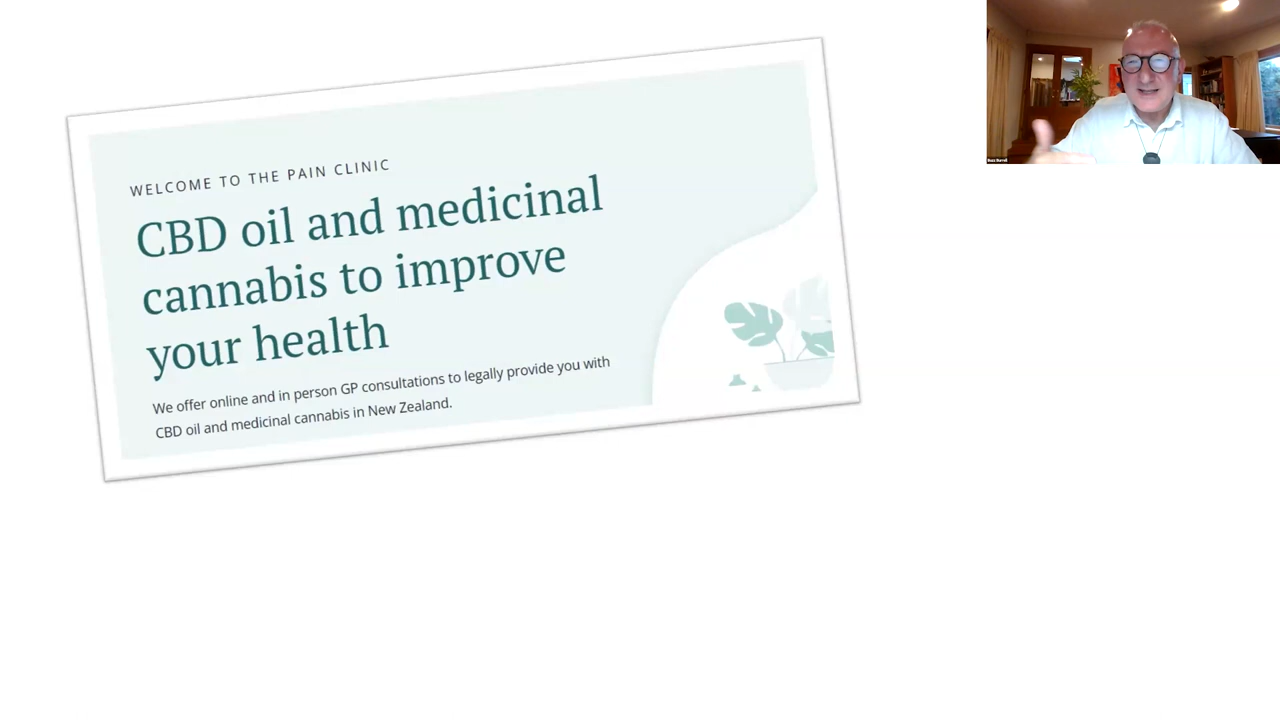 WELCOME TO THE PAIN CLINIC
CBD oil and medicinal
cannabis to improve
your health
We offer online and in person GP consultations to legally provide you with
CBD oil and medicinal cannabis in New Zealand.